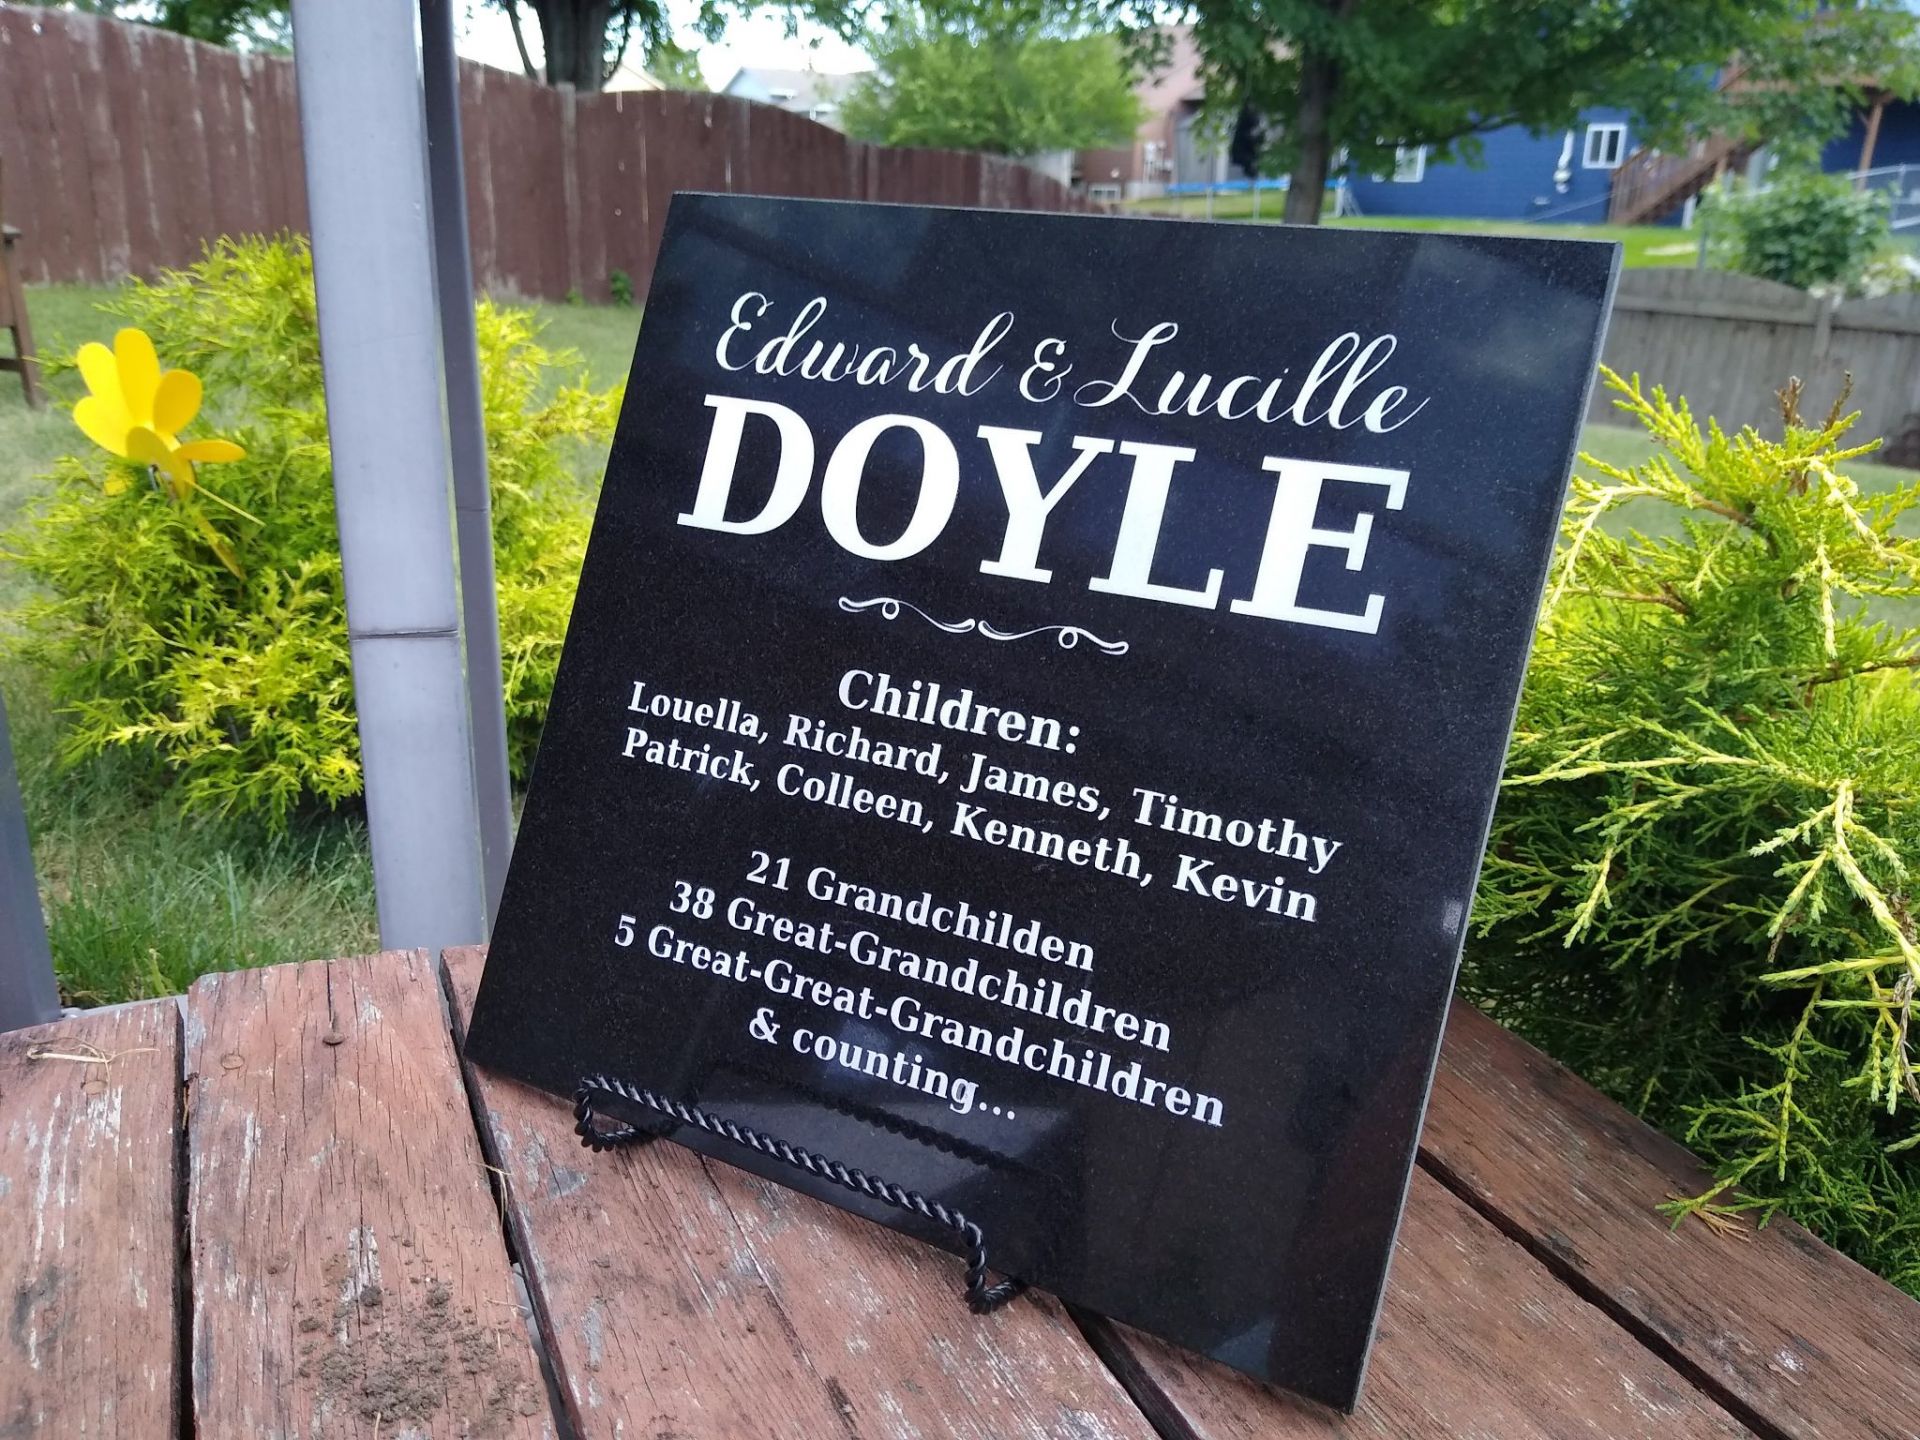 Edward & Lucille
DOYLE
Children:
Louella, Richard, James, Timothy
Patrick, Colleen, Kenneth, Kevin
21 Grandchilden
38 Great-Grandchildren
5 Great-Great-Grandchildren
& counting...